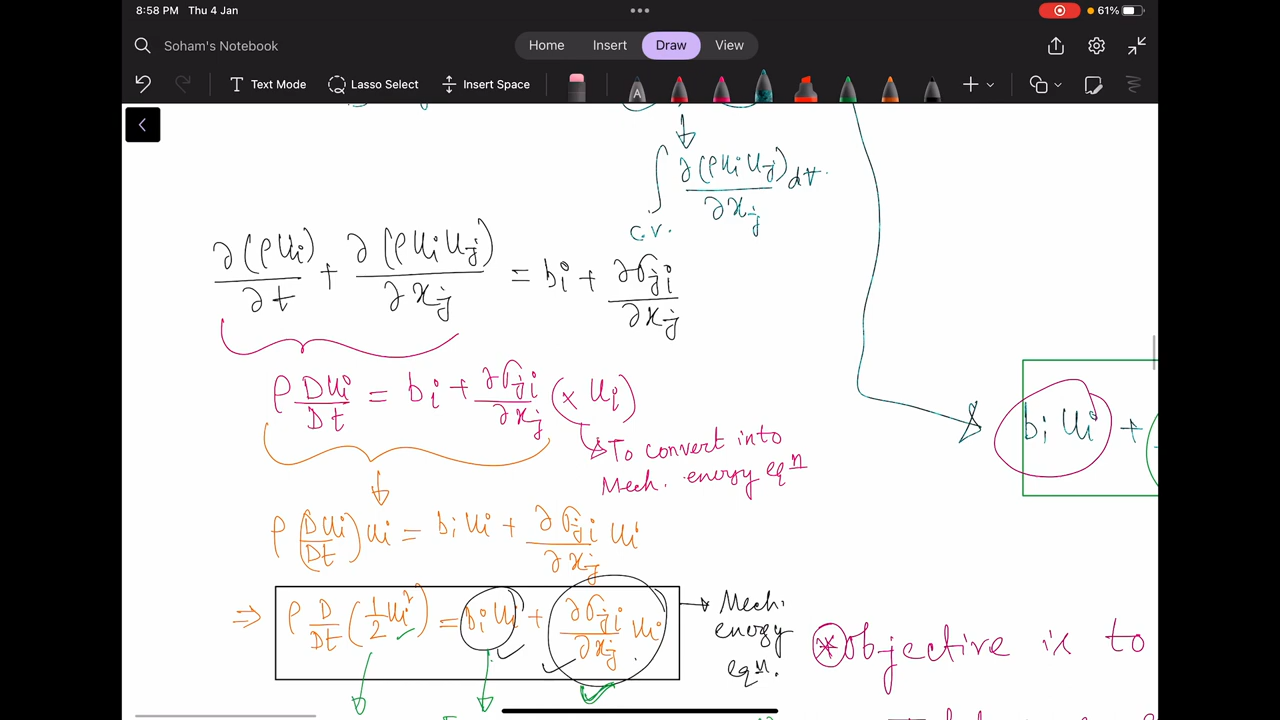 8:58 PM Thu 4 Jan
61%
Soham's Notebook
Home Insert Draw View
Text Mode Lasso Select Insert Space
A
∫ ∂(ρuᵢuⱼ)/∂xⱼ dV
C.V.
∂(ρuᵢ)/∂t + ∂(ρuᵢuⱼ)/∂xⱼ = bᵢ + ∂σⱼᵢ/∂xⱼ
ρ Duᵢ/Dt = bᵢ + ∂σⱼᵢ/∂xⱼ (× uᵢ)
bᵢuᵢ +
To convert into
Mech. energy eqⁿ
ρ (Duᵢ/Dt) uᵢ = bᵢuᵢ + ∂σⱼᵢ/∂xⱼ uᵢ
⇒ ρ D/Dt (1/2 uᵢ²) = bᵢuᵢ + ∂σⱼᵢ/∂xⱼ uᵢ
Mech.
energy
eqⁿ.
* Objective is to